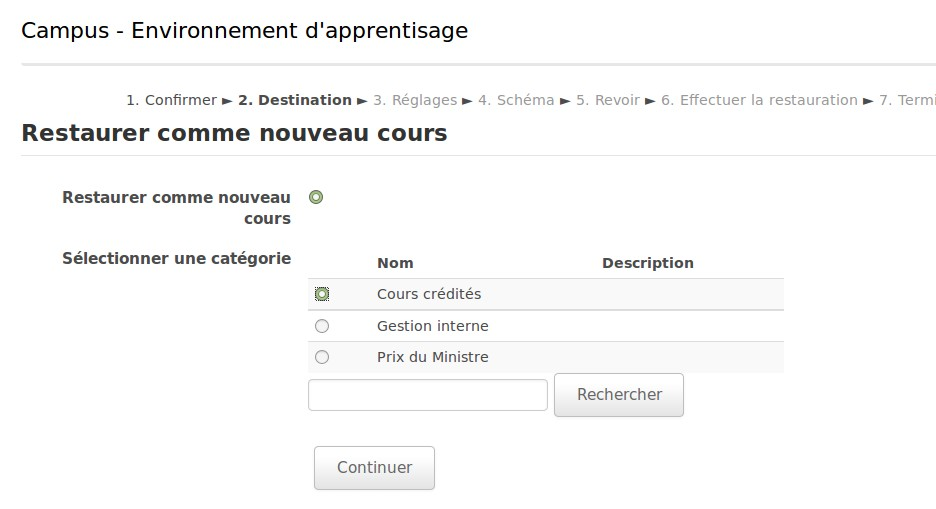 Campus - Environnement d'apprentisage
1. Confirmer ► 2. Destination ► 3. Réglages ► 4. Schéma ► 5. Revoir ► 6. Effectuer la restauration ► 7. Termi
Restaurer comme nouveau cours
Restaurer comme nouveau
cours
Sélectionner une catégorie
Nom Description
Cours crédités
Gestion interne
Prix du Ministre
Rechercher
Continuer